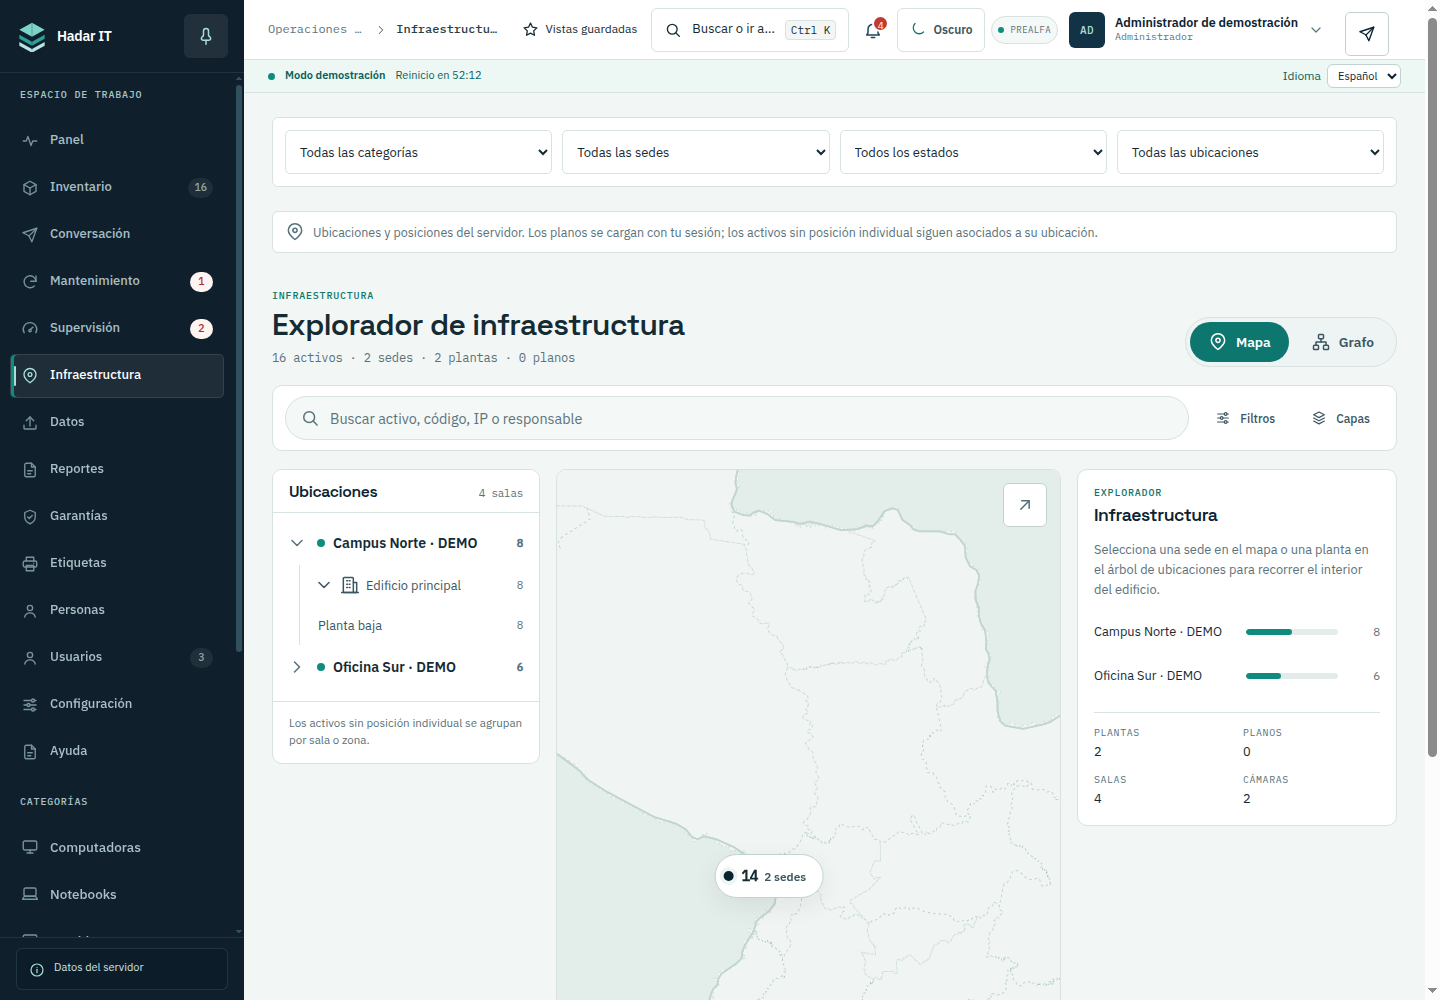 Hadar IT
ESPACIO DE TRABAJO
Panel
Inventario 16
Conversación
Mantenimiento 1
Supervisión 2
Infraestructura
Datos
Reportes
Garantías
Etiquetas
Personas
Usuarios 3
Configuración
Ayuda
CATEGORÍAS
Computadoras
Notebooks
Datos del servidor
Operaciones … > Infraestructu…
Vistas guardadas
Buscar o ir a... Ctrl K
4
Oscuro
PREALFA
AD
Administrador de demostración
Administrador
Modo demostración Reinicio en 52:12
Idioma Español
Todas las categorías
Todas las sedes
Todos los estados
Todas las ubicaciones
Ubicaciones y posiciones del servidor. Los planos se cargan con tu sesión; los activos sin posición individual siguen asociados a su ubicación.
INFRAESTRUCTURA
Explorador de infraestructura
16 activos · 2 sedes · 2 plantas · 0 planos
Mapa
Grafo
Buscar activo, código, IP o responsable
Filtros
Capas
Ubicaciones 4 salas
Campus Norte · DEMO 8
Edificio principal 8
Planta baja 8
Oficina Sur · DEMO 6
Los activos sin posición individual se agrupan
por sala o zona.
14 2 sedes
EXPLORADOR
Infraestructura
Selecciona una sede en el mapa o una planta en
el árbol de ubicaciones para recorrer el interior
del edificio.
Campus Norte · DEMO 8
Oficina Sur · DEMO 6
PLANTAS
2
PLANOS
0
SALAS
4
CÁMARAS
2